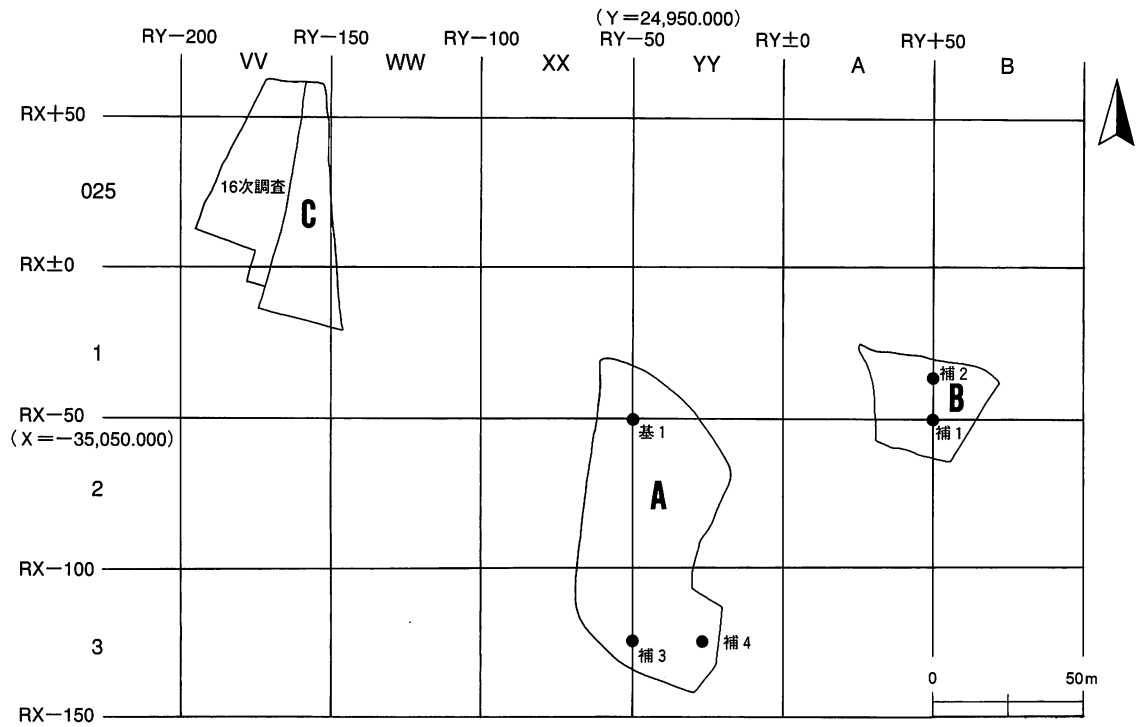 (Y=24,950.000)
RY-200 RY-150 RY-100 RY-50 RY±0 RY+50
VV WW XX YY A B
RX+50
025
16次調査
C
RX±0
1
補2
B
RX-50
(X=-35,050.000)
基1
補1
2
A
RX-100
3
補3
補4
0 50m
RX-150